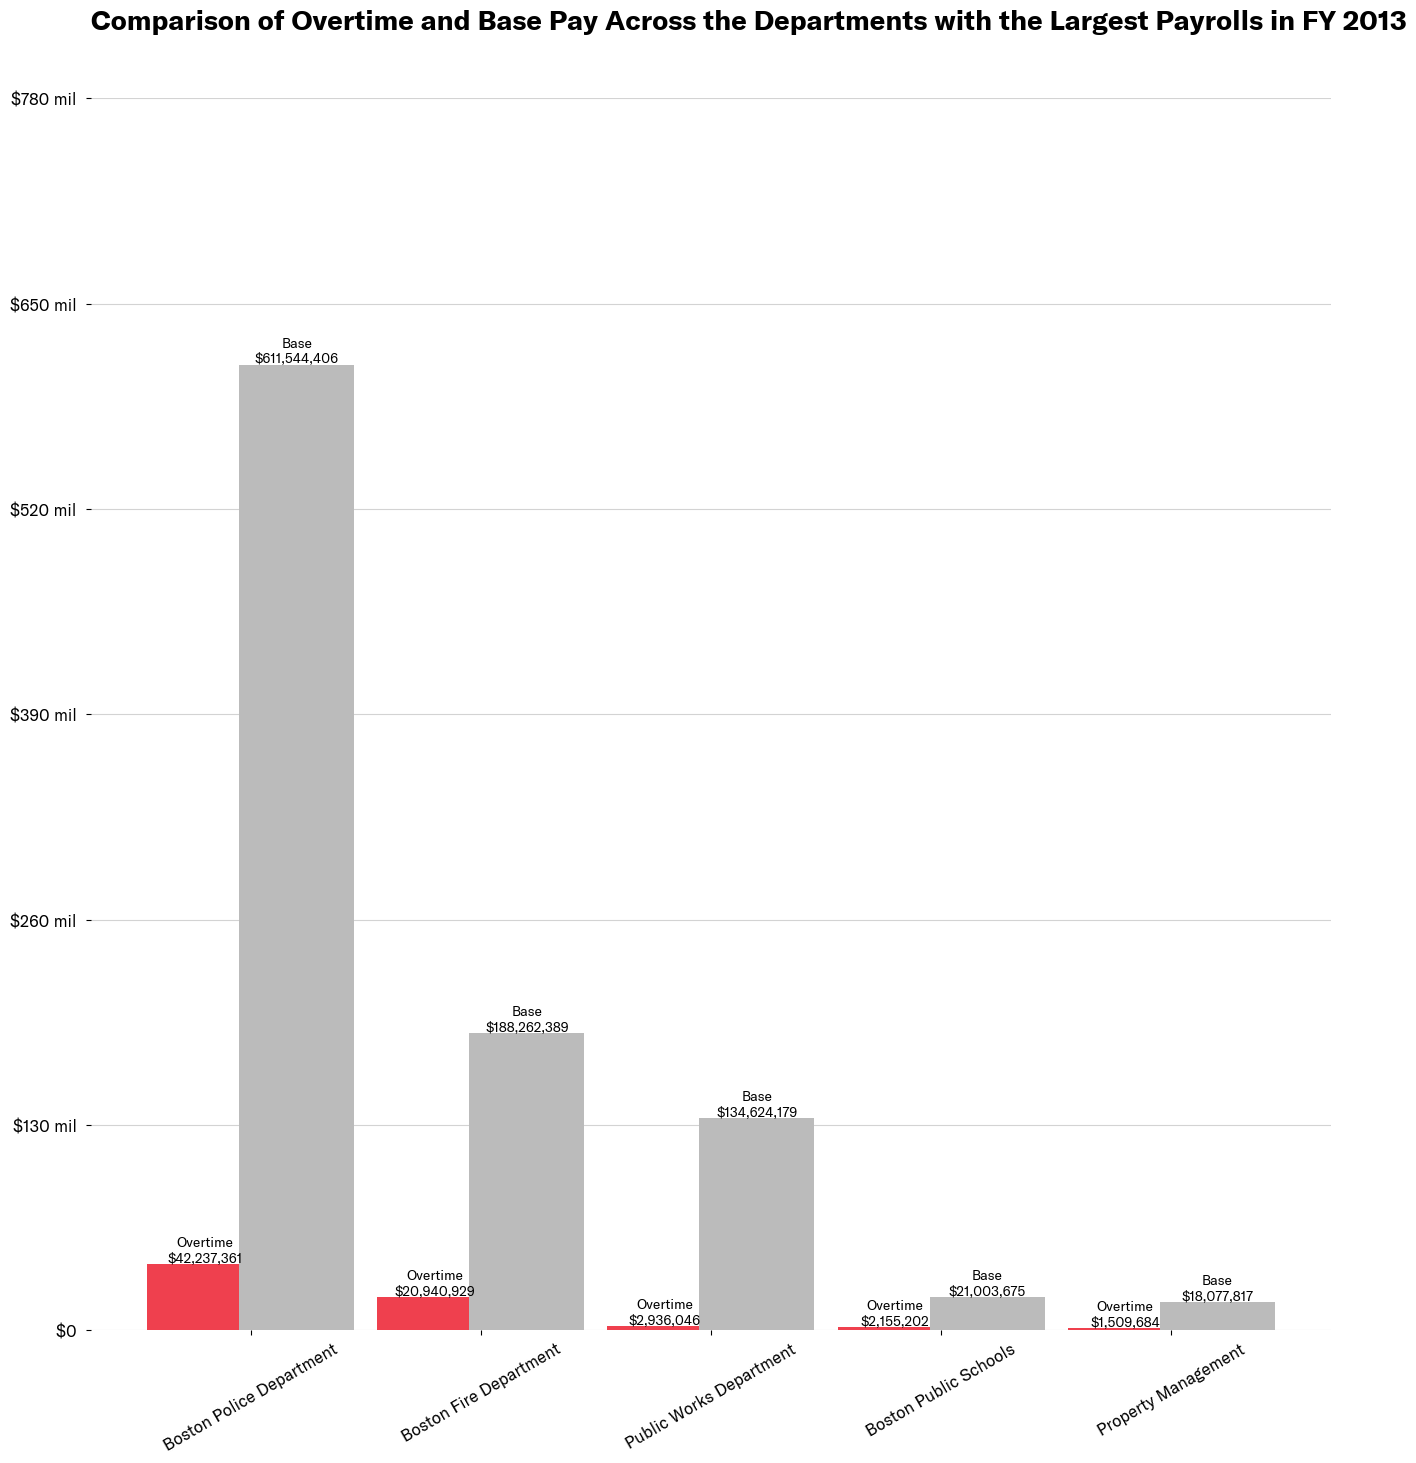 Comparison of Overtime and Base Pay Across the Departments with the Largest Payrolls in FY 2013
$780 mil
$650 mil
$520 mil
$390 mil
$260 mil
$130 mil
$0
Base
$611,544,406
Overtime
$42,237,361
Base
$188,262,389
Overtime
$20,940,929
Base
$134,624,179
Overtime
$2,936,046
Base
$21,003,675
Overtime
$2,155,202
Base
$18,077,817
Overtime
$1,509,684
Boston Police Department
Boston Fire Department
Public Works Department
Boston Public Schools
Property Management